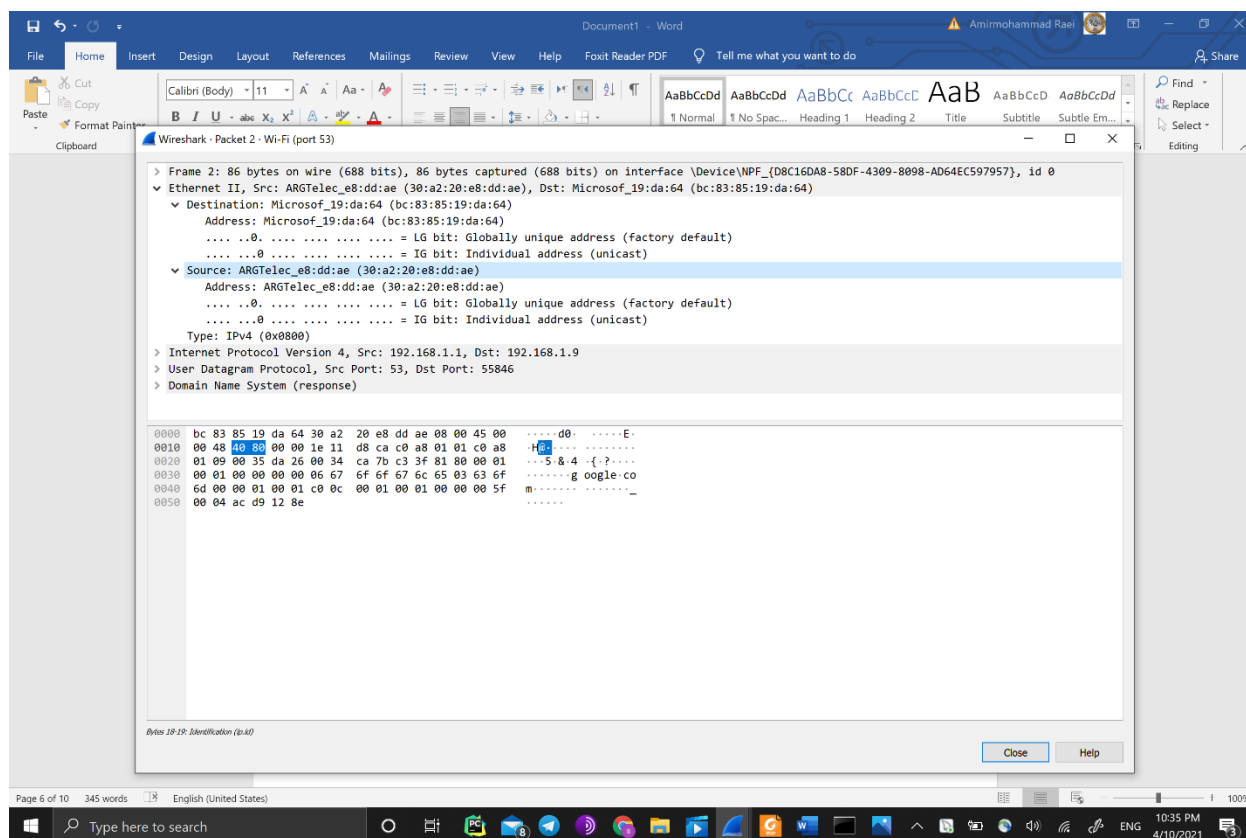 Document1 - Word
Amirmohammad Raei
File Home Insert Design Layout References Mailings Review View Help Foxit Reader PDF Tell me what you want to do
Share
Paste
Cut
Copy
Format Painter
Clipboard
Calibri (Body) 11
AaBbCcDd AaBbCcDd AaBbCc AaBbCcD AaB AaBbCcD AaBbCcDd
¶ Normal ¶ No Spac... Heading 1 Heading 2 Title Subtitle Subtle Em...
Find
Replace
Select
Editing
Wireshark · Packet 2 · Wi-Fi (port 53)
Frame 2: 86 bytes on wire (688 bits), 86 bytes captured (688 bits) on interface \Device\NPF_{D8C16DA8-58DF-4309-8098-AD64EC597957}, id 0
Ethernet II, Src: ARGTelec_e8:dd:ae (30:a2:20:e8:dd:ae), Dst: Microsof_19:da:64 (bc:83:85:19:da:64)
Destination: Microsof_19:da:64 (bc:83:85:19:da:64)
Address: Microsof_19:da:64 (bc:83:85:19:da:64)
.... ..0. .... .... .... .... = LG bit: Globally unique address (factory default)
.... ...0 .... .... .... .... = IG bit: Individual address (unicast)
Source: ARGTelec_e8:dd:ae (30:a2:20:e8:dd:ae)
Address: ARGTelec_e8:dd:ae (30:a2:20:e8:dd:ae)
.... ..0. .... .... .... .... = LG bit: Globally unique address (factory default)
.... ...0 .... .... .... .... = IG bit: Individual address (unicast)
Type: IPv4 (0x0800)
Internet Protocol Version 4, Src: 192.168.1.1, Dst: 192.168.1.9
User Datagram Protocol, Src Port: 53, Dst Port: 55846
Domain Name System (response)
0000 bc 83 85 19 da 64 30 a2 20 e8 dd ae 08 00 45 00 ·····d0· ·····E·
0010 00 48 40 80 00 00 1e 11 d8 ca c0 a8 01 01 c0 a8 ·H@····· ········
0020 01 09 00 35 da 26 00 34 ca 7b c3 3f 81 80 00 01 ···5·&·4 ·{·?····
0030 00 01 00 00 00 00 06 67 6f 6f 67 6c 65 03 63 6f ·······g oogle·co
0040 6d 00 00 01 00 01 c0 0c 00 01 00 01 00 00 00 5f m······· ·······_
0050 00 04 ac d9 12 8e ······
Bytes 18-19: Identification (ip.id)
Close Help
Page 6 of 10 345 words English (United States)
100%
Type here to search
ENG
10:35 PM
4/10/2021